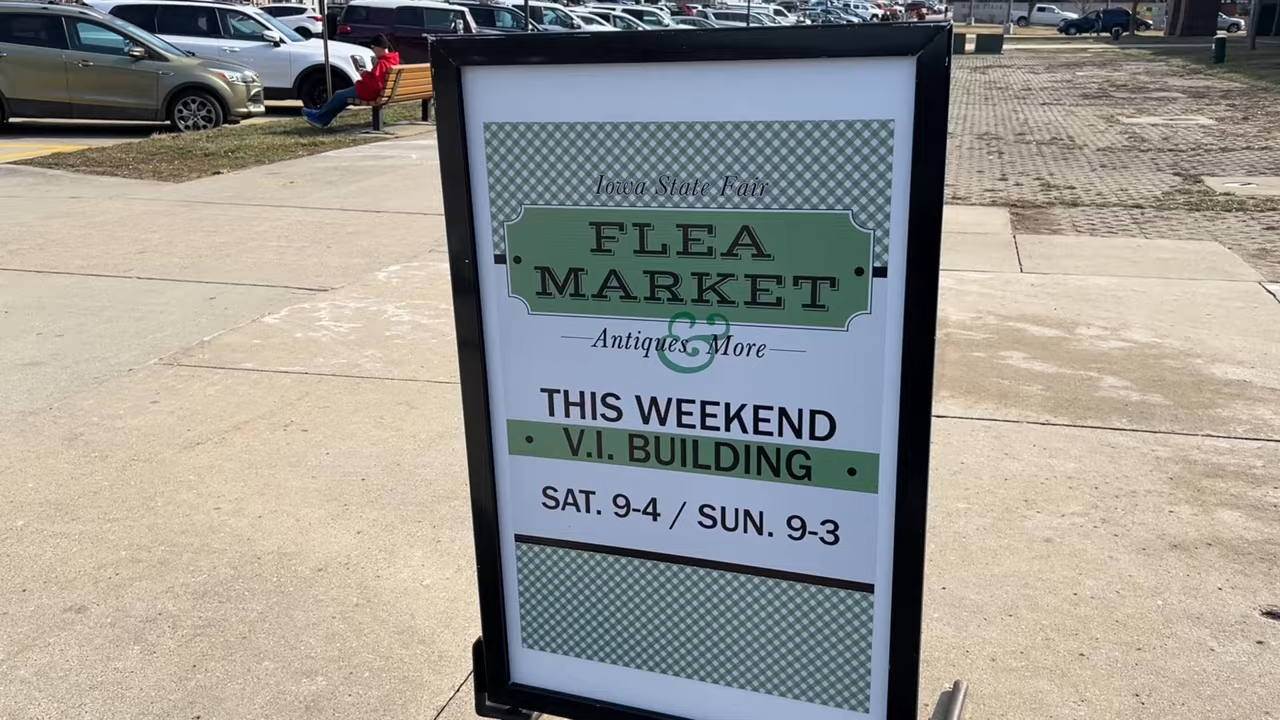 Iowa State Fair
FLEA
MARKET
Antiques & More
THIS WEEKEND
V.I. BUILDING
SAT. 9-4 / SUN. 9-3